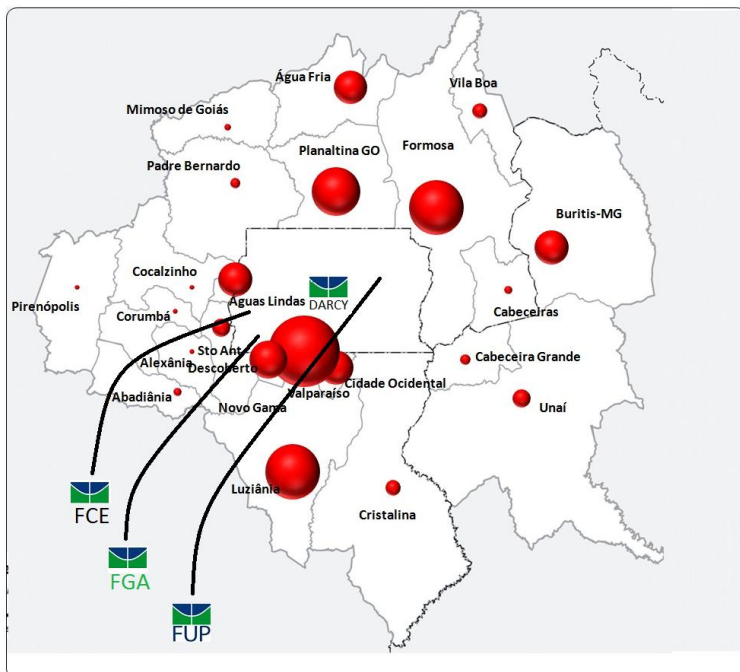 Água Fria
Vila Boa
Mimoso de Goiás
Planaltina GO
Formosa
Padre Bernardo
Buritis-MG
Cocalzinho
Pirenópolis
Águas Lindas
DARCY
Cabeceiras
Corumbá
Sto Ant.
Descoberto
Alexânia
Cabeceira Grande
Cidade Ocidental
Valparaíso
Abadiânia
Novo Gama
Unaí
Luziânia
Cristalina
FCE
FGA
FUP